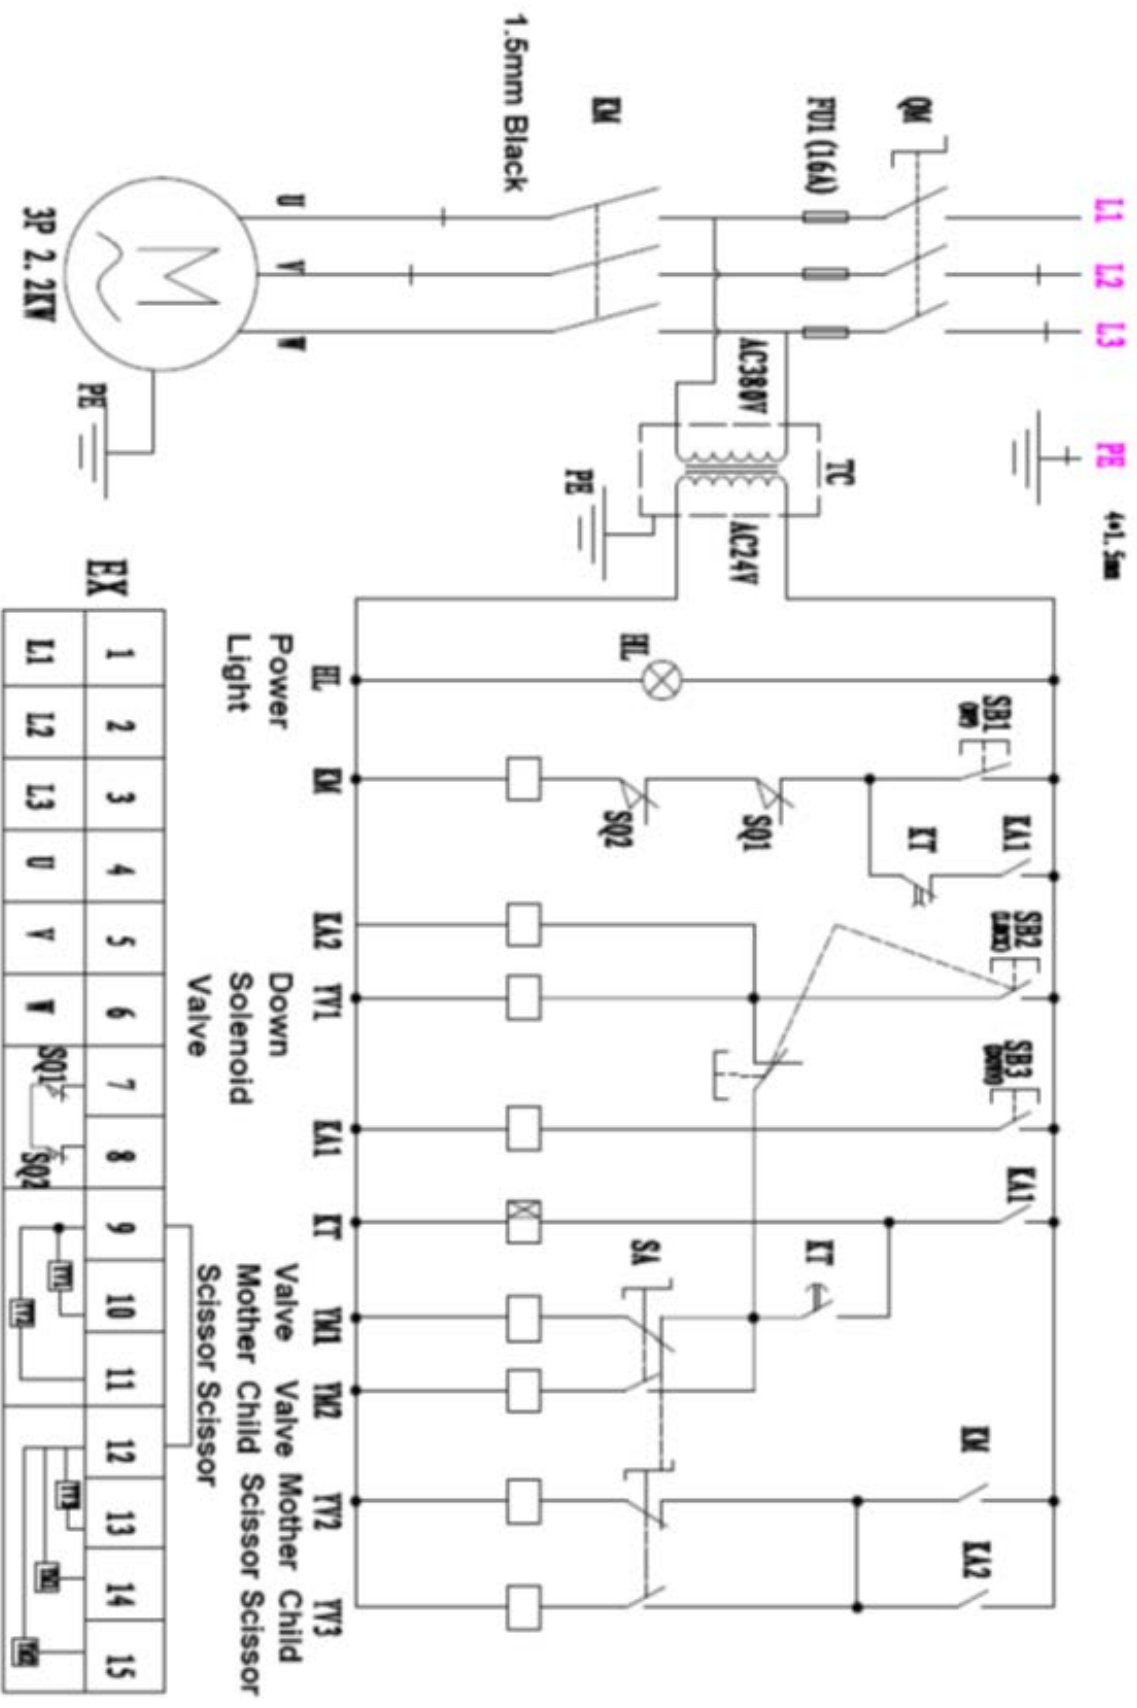 L1
L2
L3
PE
4*1.5mm
QM
FU1(16A)
KM
1.5mm Black
U
V
W
3P 2.2KW
PE
AC380V
TC
AC24V
PE
HL
SB1
(UP)
KA1
KT
SQ1
SQ2
SB2
(LOCK)
SB3
(DOWN)
KA1
KT
SA
KM
KA2
HL
KM
KA2
YV1
KA1
KT
YM1
YM2
YV2
YV3
Power
Light
Down
Solenoid
Valve
Valve Valve Mother Child
Mother Child Scissor Scissor
Scissor Scissor
EX
1 2 3 4 5 6 7 8 9 10 11 12 13 14 15
L1 L2 L3 U V W SQ1 SQ2